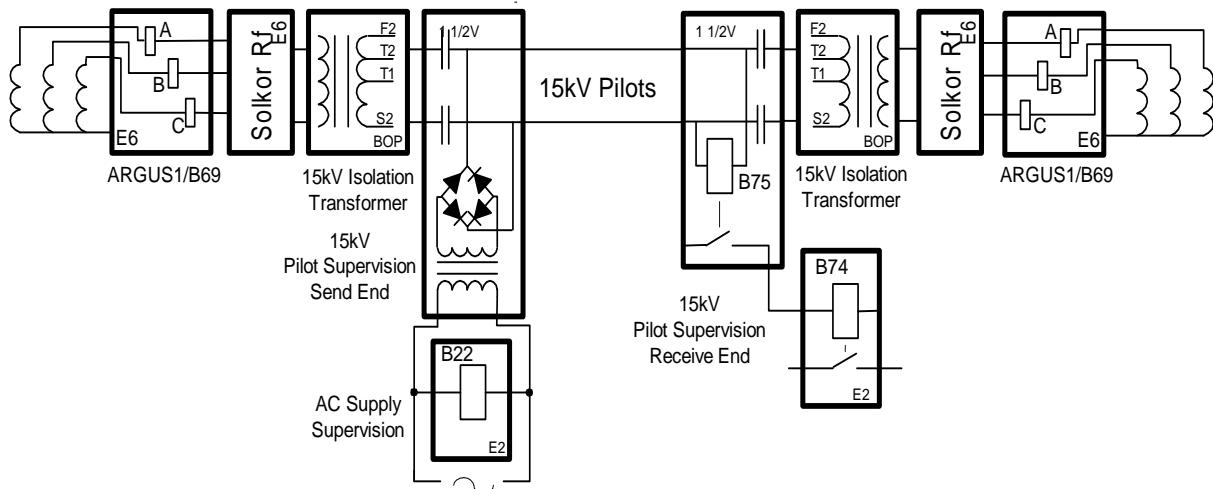 A
B
C
E6
ARGUS1/B69
Solkor Rf
E6
F2
T2
T1
S2
BOP
15kV Isolation
Transformer
1 1/2V
15kV
Pilot Supervision
Send End
B22
E2
AC Supply
Supervision
15kV Pilots
1 1/2V
B75
15kV
Pilot Supervision
Receive End
B74
E2
F2
T2
T1
S2
BOP
15kV Isolation
Transformer
Solkor Rf
E6
A
B
C
E6
ARGUS1/B69